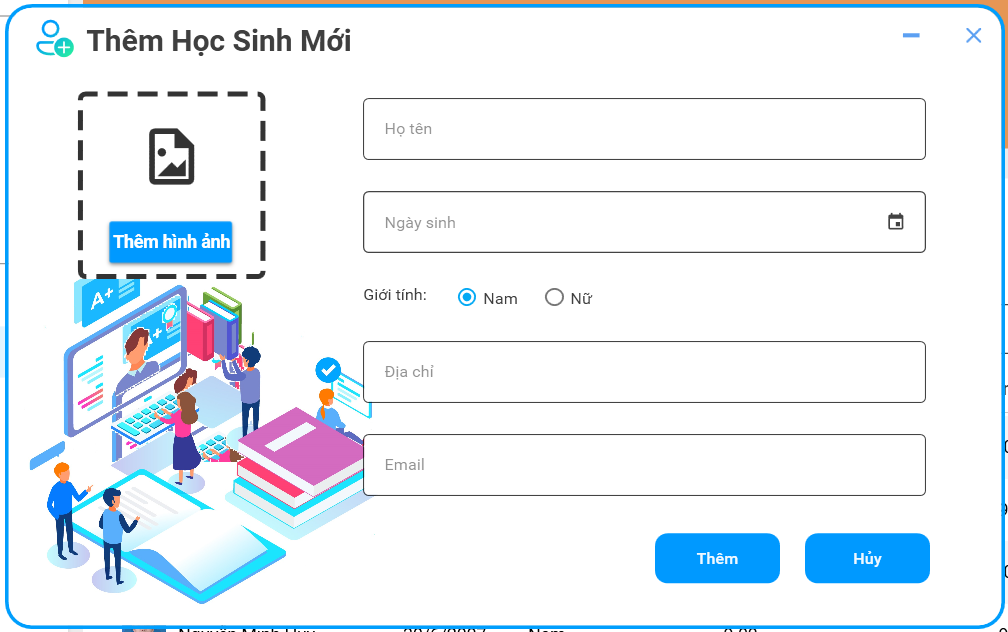 Thêm Học Sinh Mới
Họ tên
Thêm hình ảnh
Ngày sinh
A+
Giới tính:
Nam
Nữ
Địa chỉ
Email
Thêm
Hủy